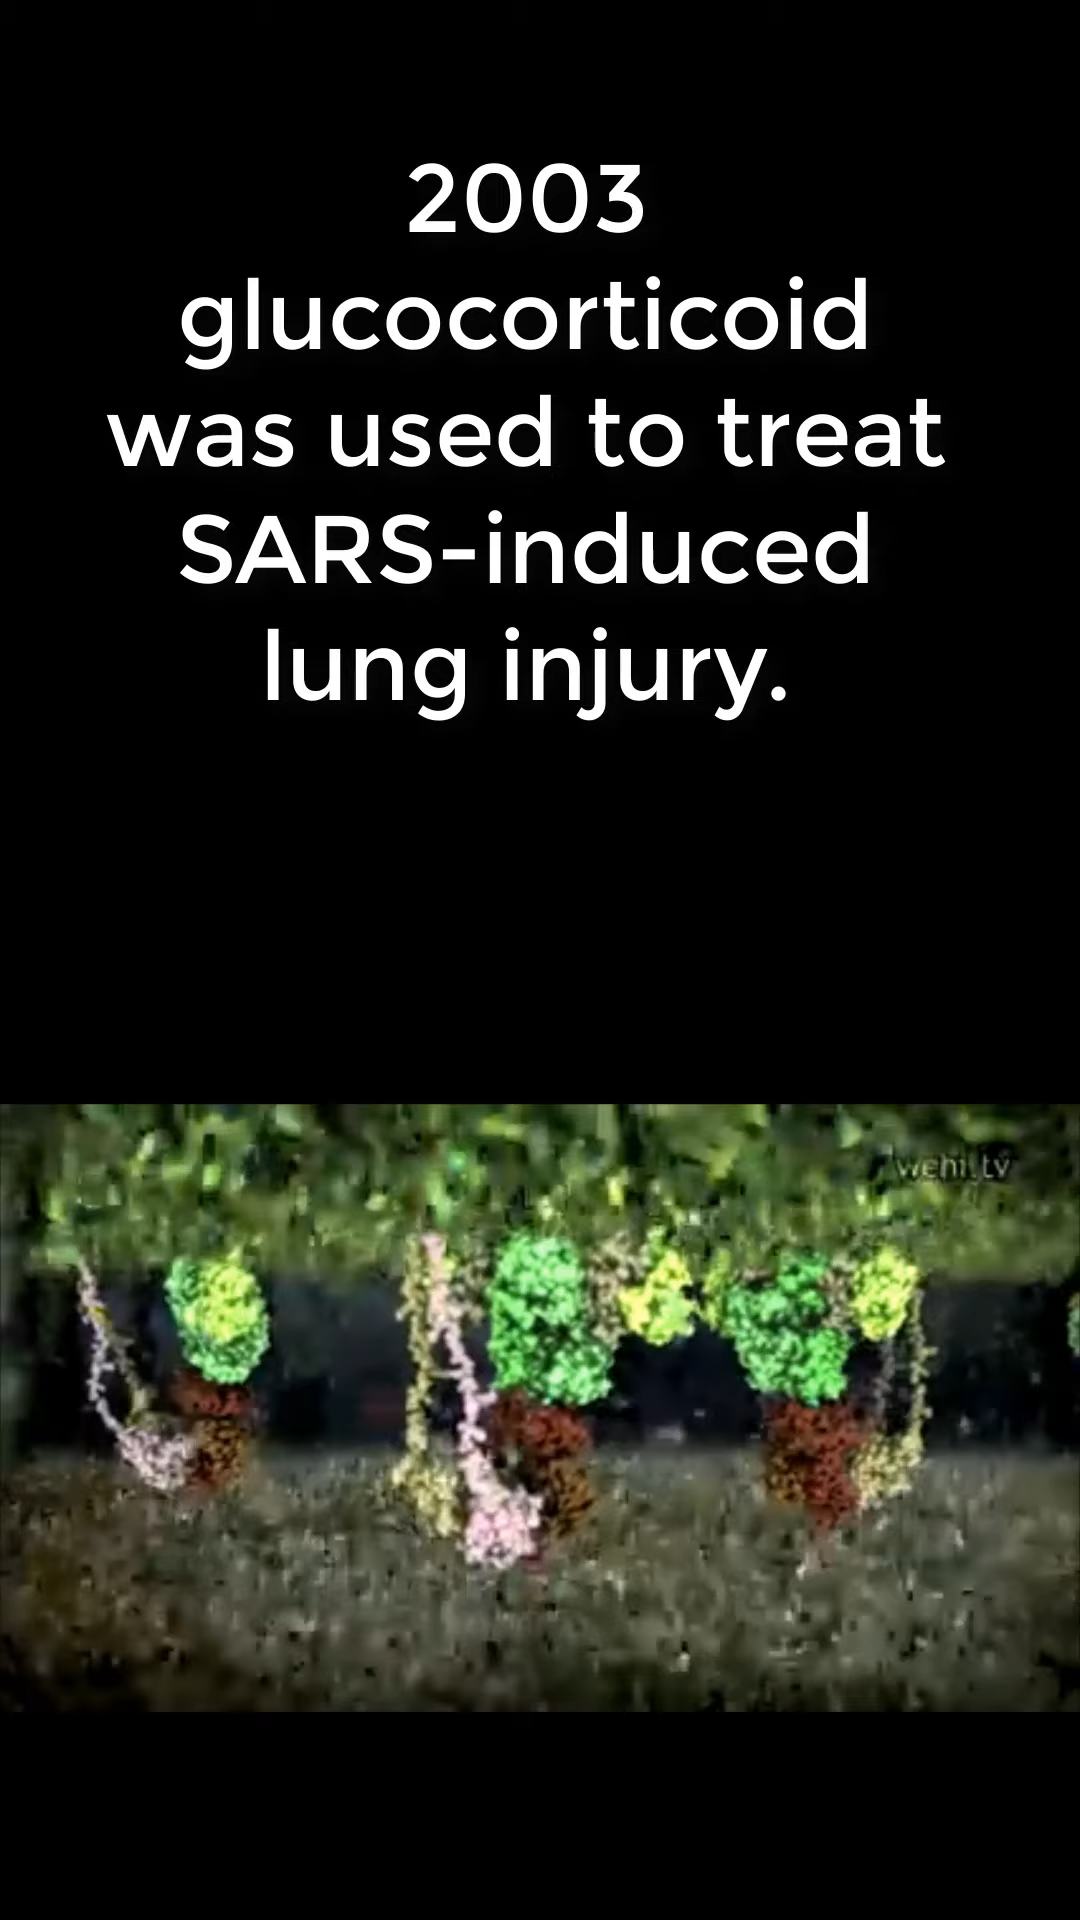 2003
glucocorticoid
was used to treat
SARS-induced
lung injury.
wehi.tv